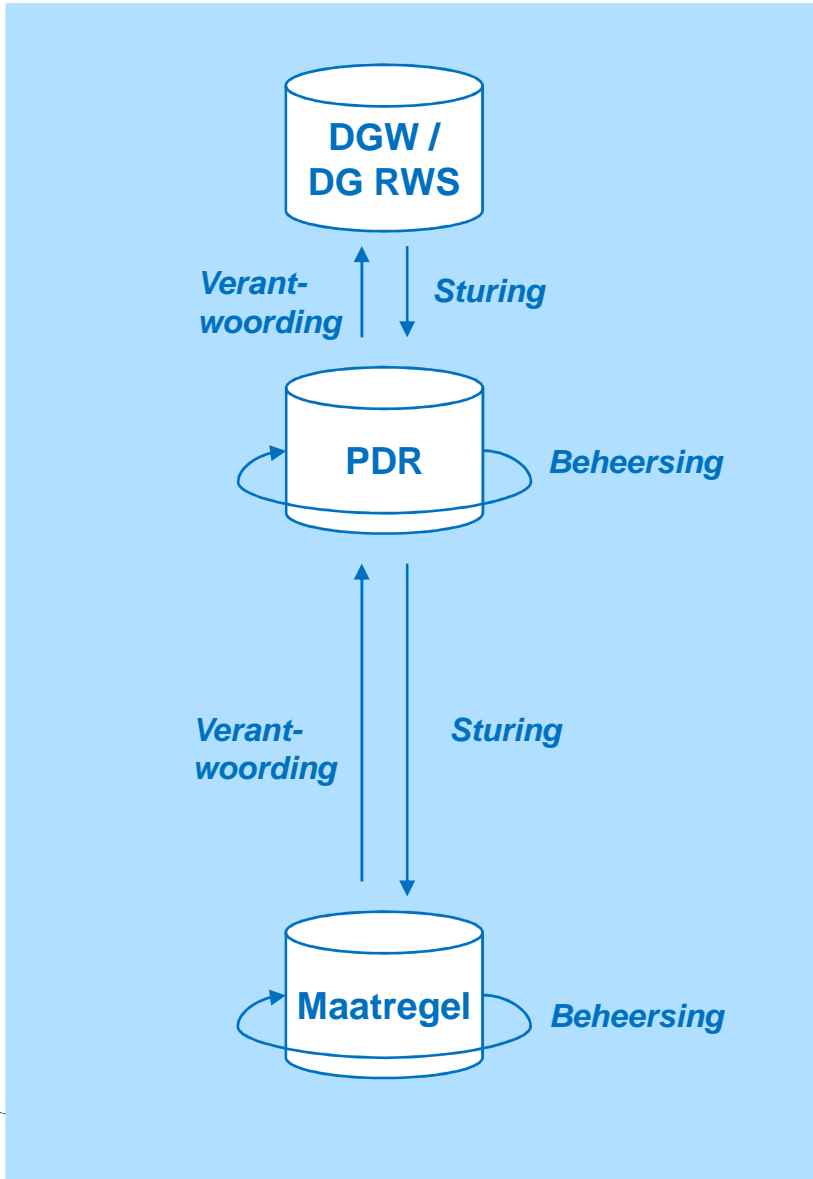 DGW /
DG RWS
Verant-
woording
Sturing
PDR
Beheersing
Verant-
woording
Sturing
Maatregel
Beheersing